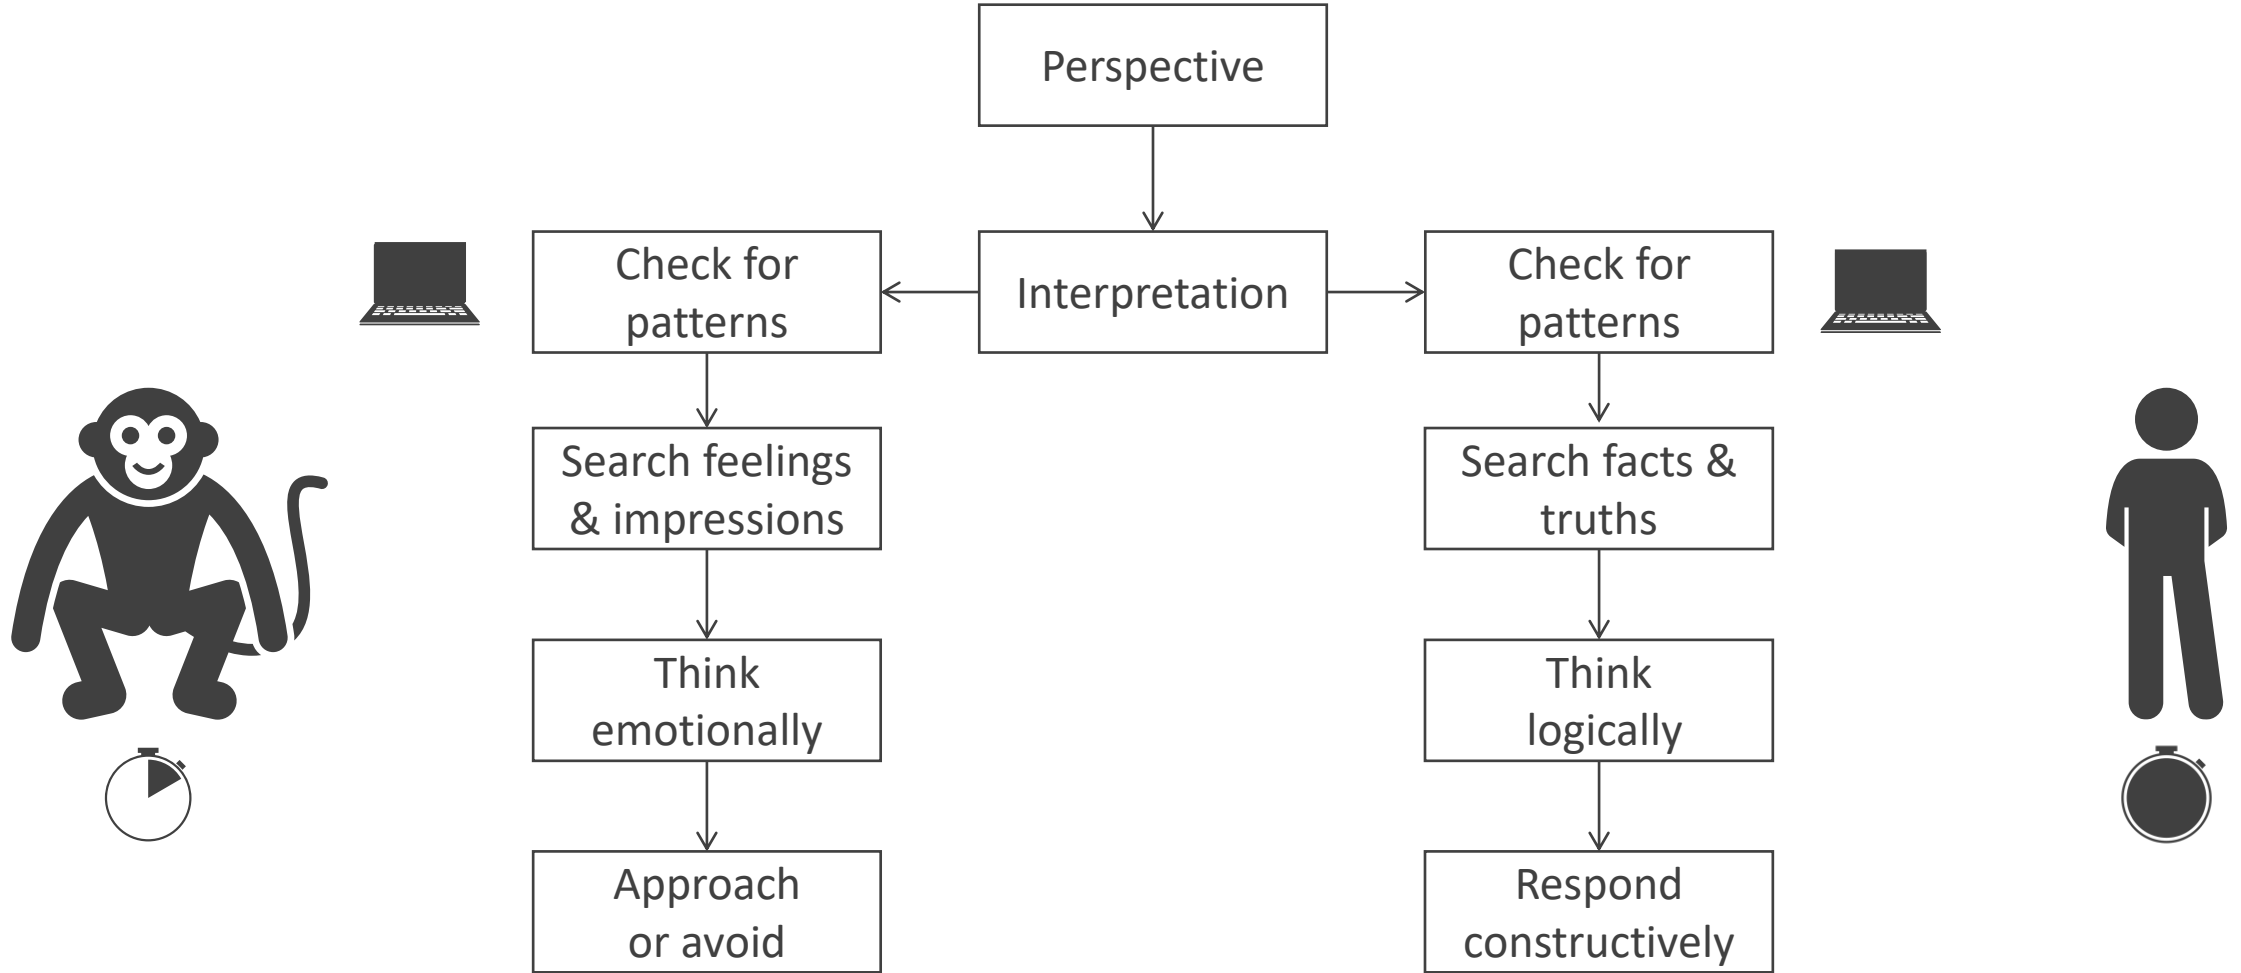 Perspective
Check for
patterns
Interpretation
Check for
patterns
Search feelings
& impressions
Search facts &
truths
Think
emotionally
Think
logically
Approach
or avoid
Respond
constructively